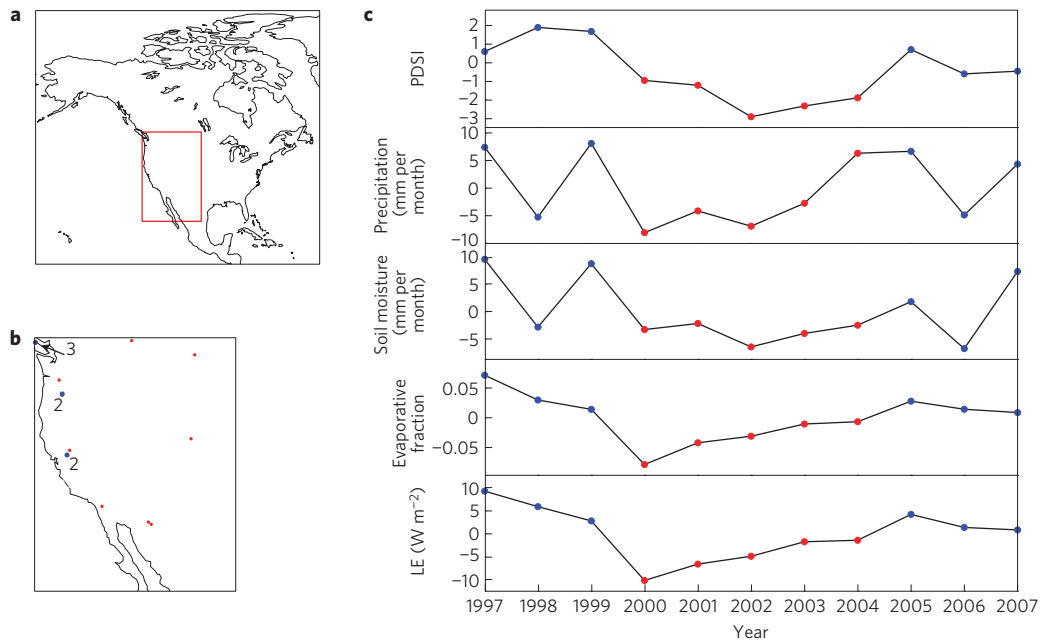 a
b
3
2
2
c
PDSI
2
1
0
−1
−2
−3
Precipitation
(mm per
month)
10
5
0
−5
−10
Soil moisture
(mm per
month)
10
5
0
−5
Evaporative
fraction
0.05
0
−0.05
LE (W m−2)
10
5
0
−5
−10
1997 1998 1999 2000 2001 2002 2003 2004 2005 2006 2007
Year